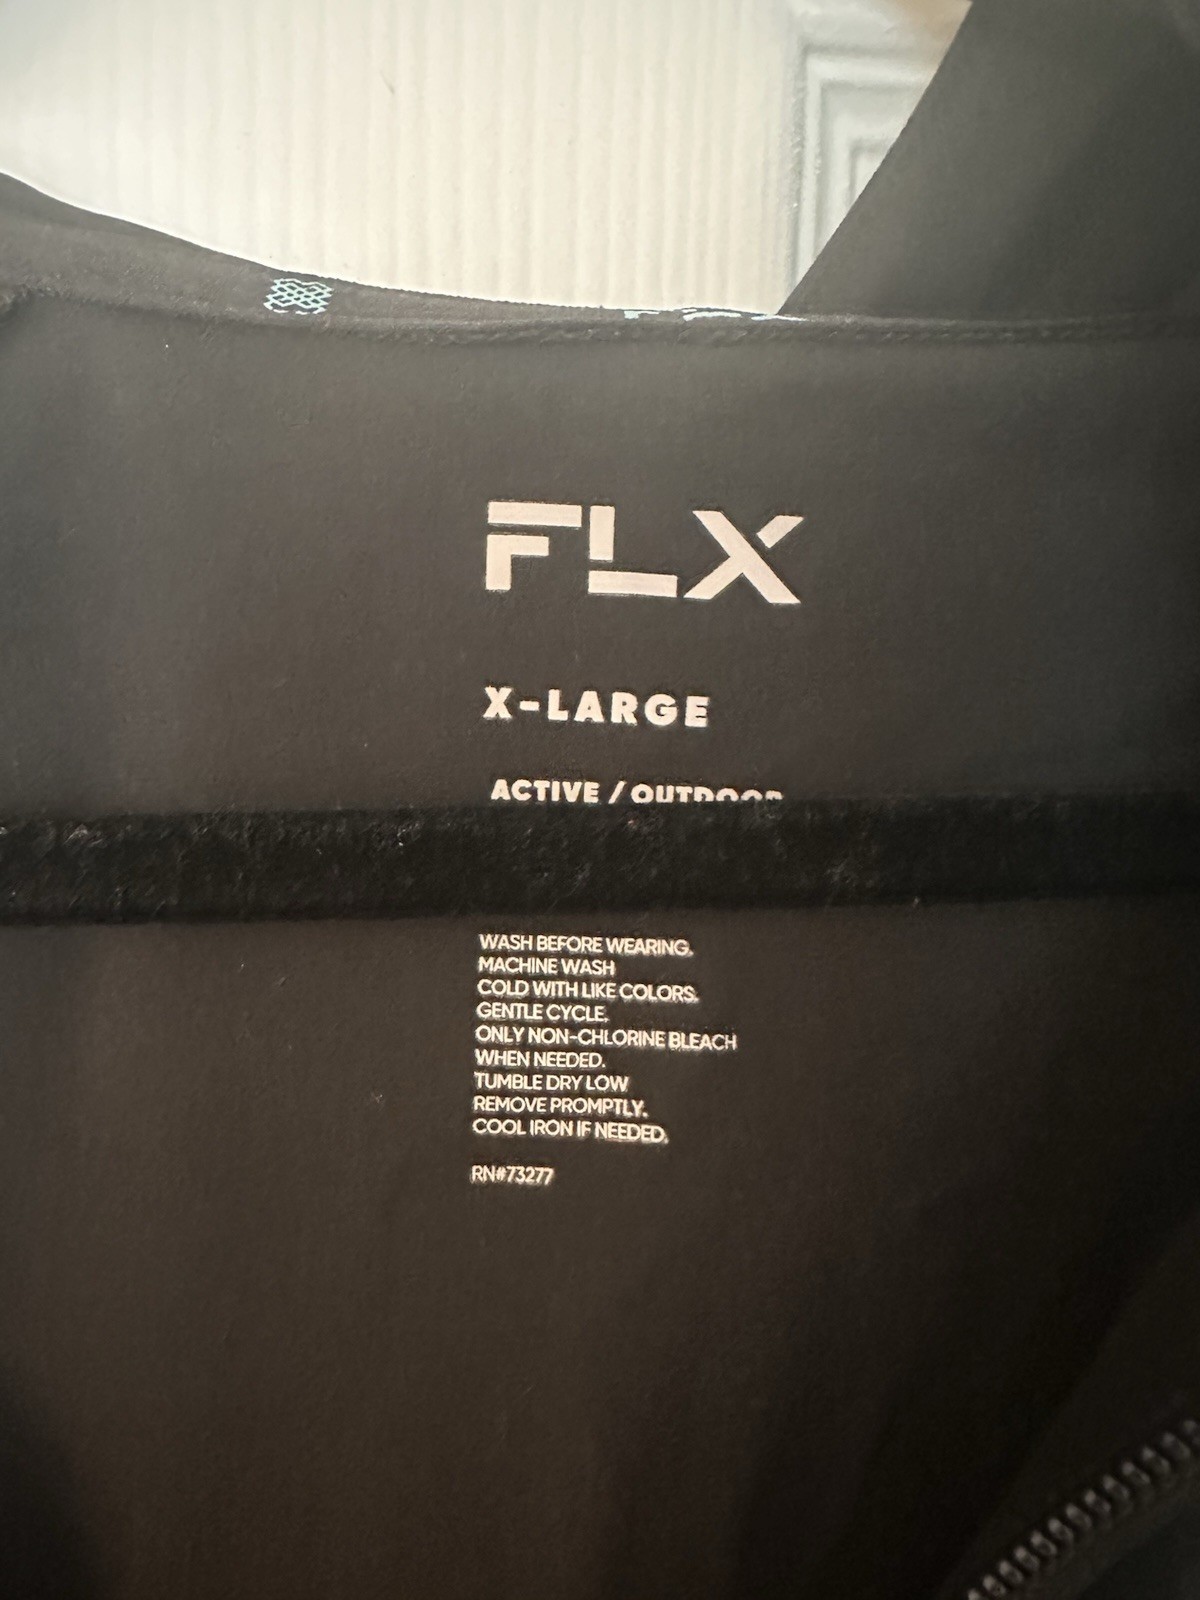 FLX
X-LARGE
ACTIVE / OUTDOOR
WASH BEFORE WEARING.
MACHINE WASH
COLD WITH LIKE COLORS.
GENTLE CYCLE.
ONLY NON-CHLORINE BLEACH
WHEN NEEDED.
TUMBLE DRY LOW
REMOVE PROMPTLY.
COOL IRON IF NEEDED.
RN#73277